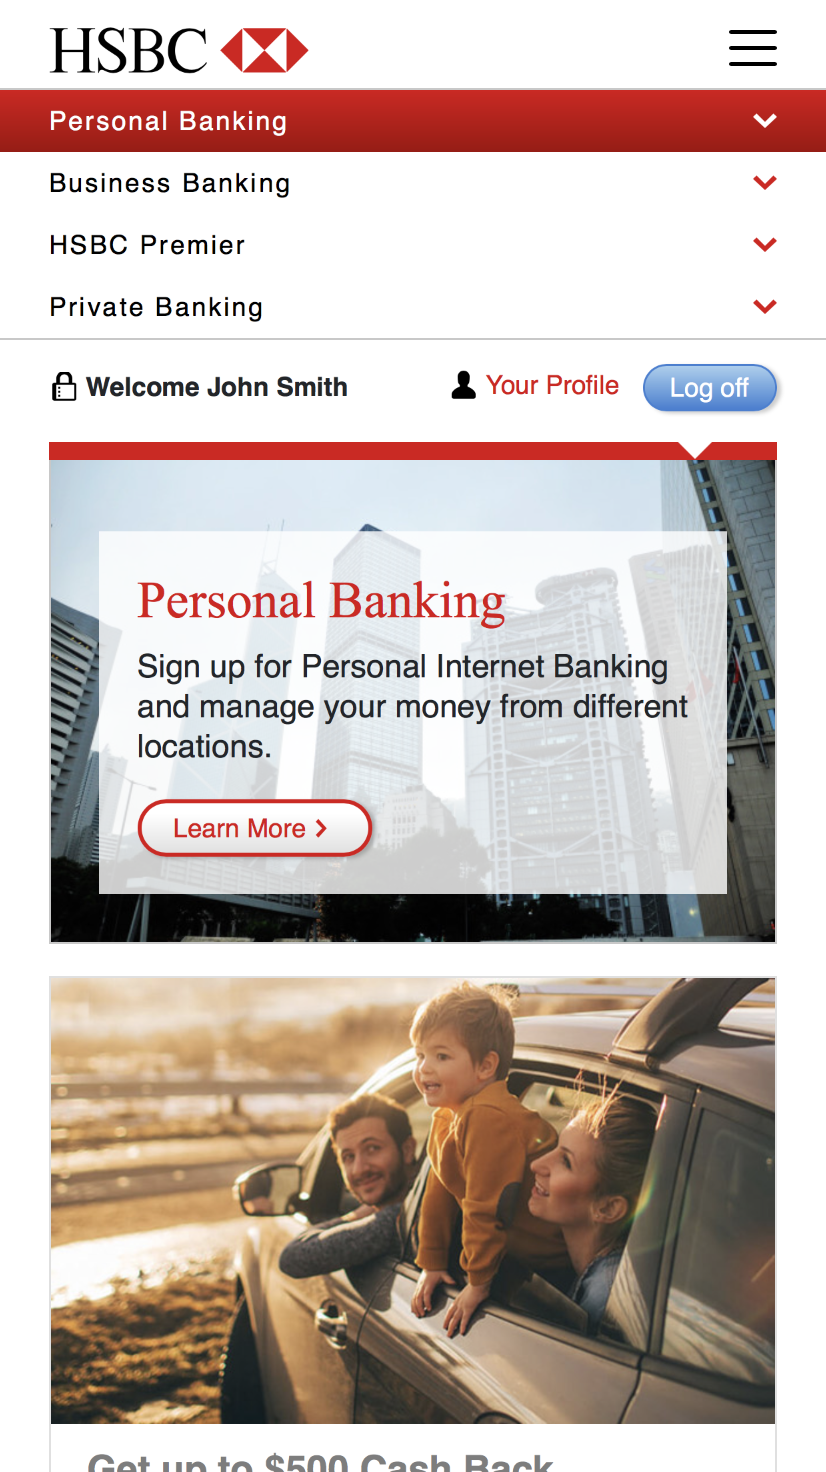 HSBC
Personal Banking
Business Banking
HSBC Premier
Private Banking
Welcome John Smith
Your Profile
Log off
Personal Banking
Sign up for Personal Internet Banking
and manage your money from different
locations.
Learn More
Get up to $500 Cash Back